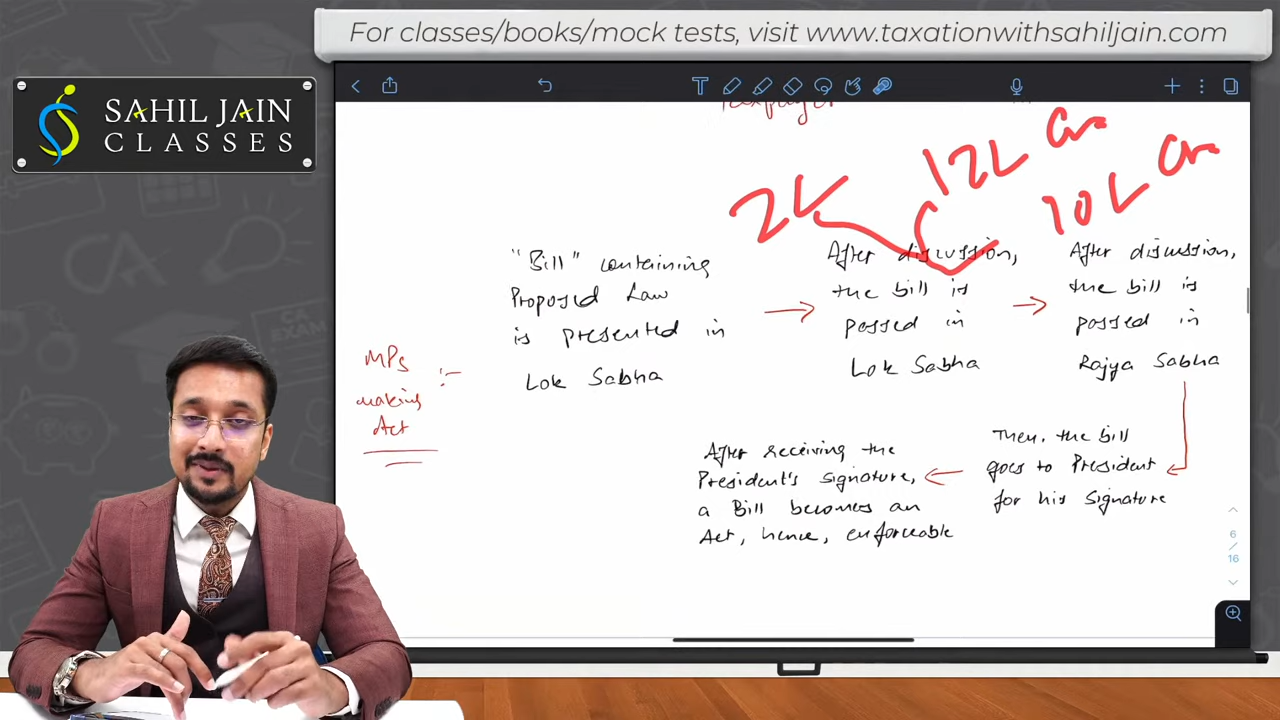 For classes/books/mock tests, visit www.taxationwithsahiljain.com
SAHIL JAIN
CLASSES
T
Taxpayer
2L
12L Cr
10L Cr
"Bill" containing
Proposed Law
is presented in
Lok Sabha
After discussion,
the bill is
passed in
Lok Sabha
After discussion,
the bill is
passed in
Rajya Sabha
MPs
making
Act
:-
Then, the bill
goes to President
for his signature
After receiving the
President's signature,
a Bill becomes an
Act, hence, enforceable
6
/
16